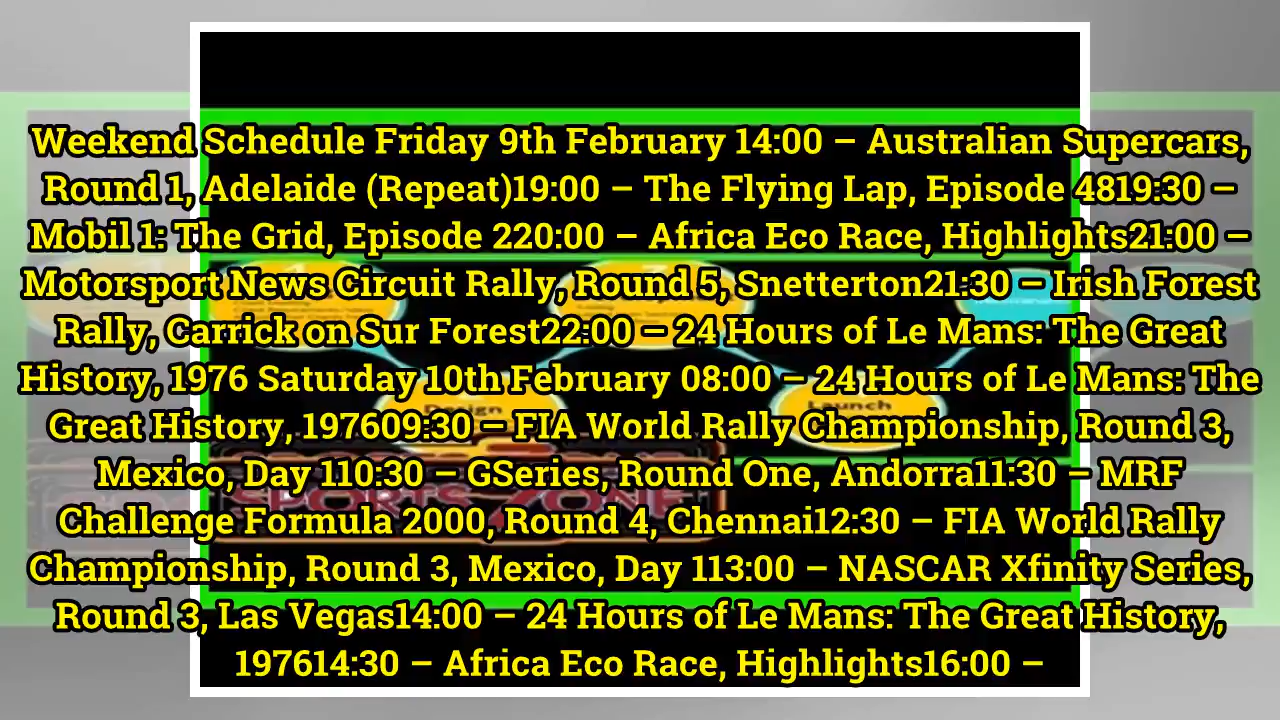 Weekend Schedule Friday 9th February 14:00 – Australian Supercars,
Round 1, Adelaide (Repeat)19:00 – The Flying Lap, Episode 4819:30 –
Mobil 1: The Grid, Episode 220:00 – Africa Eco Race, Highlights21:00 –
Motorsport News Circuit Rally, Round 5, Snetterton21:30 – Irish Forest
Rally, Carrick on Sur Forest22:00 – 24 Hours of Le Mans: The Great
History, 1976 Saturday 10th February 08:00 – 24 Hours of Le Mans: The
Great History, 197609:30 – FIA World Rally Championship, Round 3,
Mexico, Day 110:30 – GSeries, Round One, Andorra11:30 – MRF
Challenge Formula 2000, Round 4, Chennai12:30 – FIA World Rally
Championship, Round 3, Mexico, Day 113:00 – NASCAR Xfinity Series,
Round 3, Las Vegas14:00 – 24 Hours of Le Mans: The Great History,
197614:30 – Africa Eco Race, Highlights16:00 –
Design
Launch
SPORTS ZONE